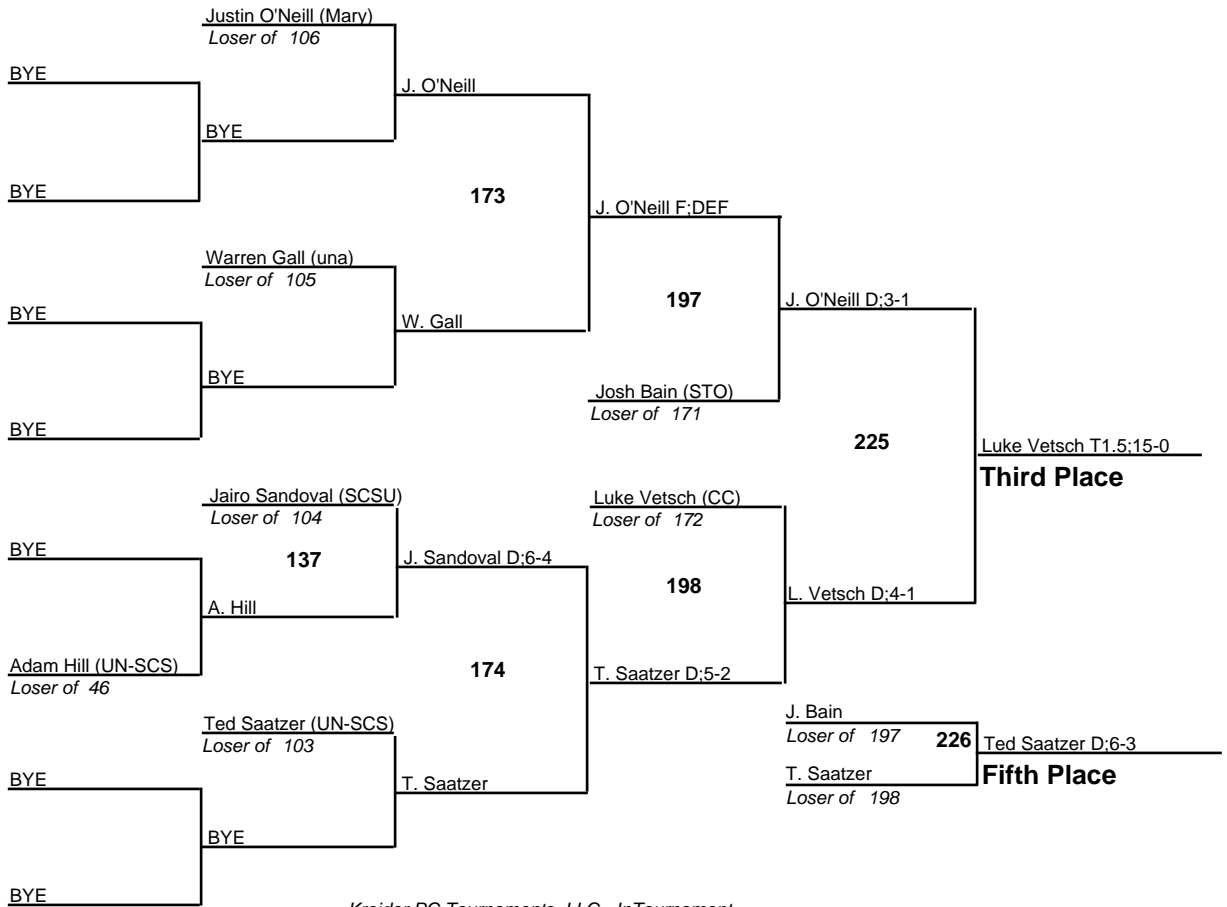 Justin O'Neill (Mary)
Loser of 106
BYE
J. O'Neill
BYE
BYE
173
J. O'Neill F;DEF
Warren Gall (una)
Loser of 105
197
J. O'Neill D;3-1
BYE
W. Gall
BYE
Josh Bain (STO)
Loser of 171
BYE
225
Luke Vetsch T1.5;15-0
Third Place
Jairo Sandoval (SCSU)
Loser of 104
Luke Vetsch (CC)
Loser of 172
BYE
137
J. Sandoval D;6-4
198
A. Hill
L. Vetsch D;4-1
Adam Hill (UN-SCS)
Loser of 46
174
T. Saatzer D;5-2
Ted Saatzer (UN-SCS)
Loser of 103
J. Bain
Loser of 197
226
Ted Saatzer D;6-3
Fifth Place
BYE
T. Saatzer
T. Saatzer
Loser of 198
BYE
BYE